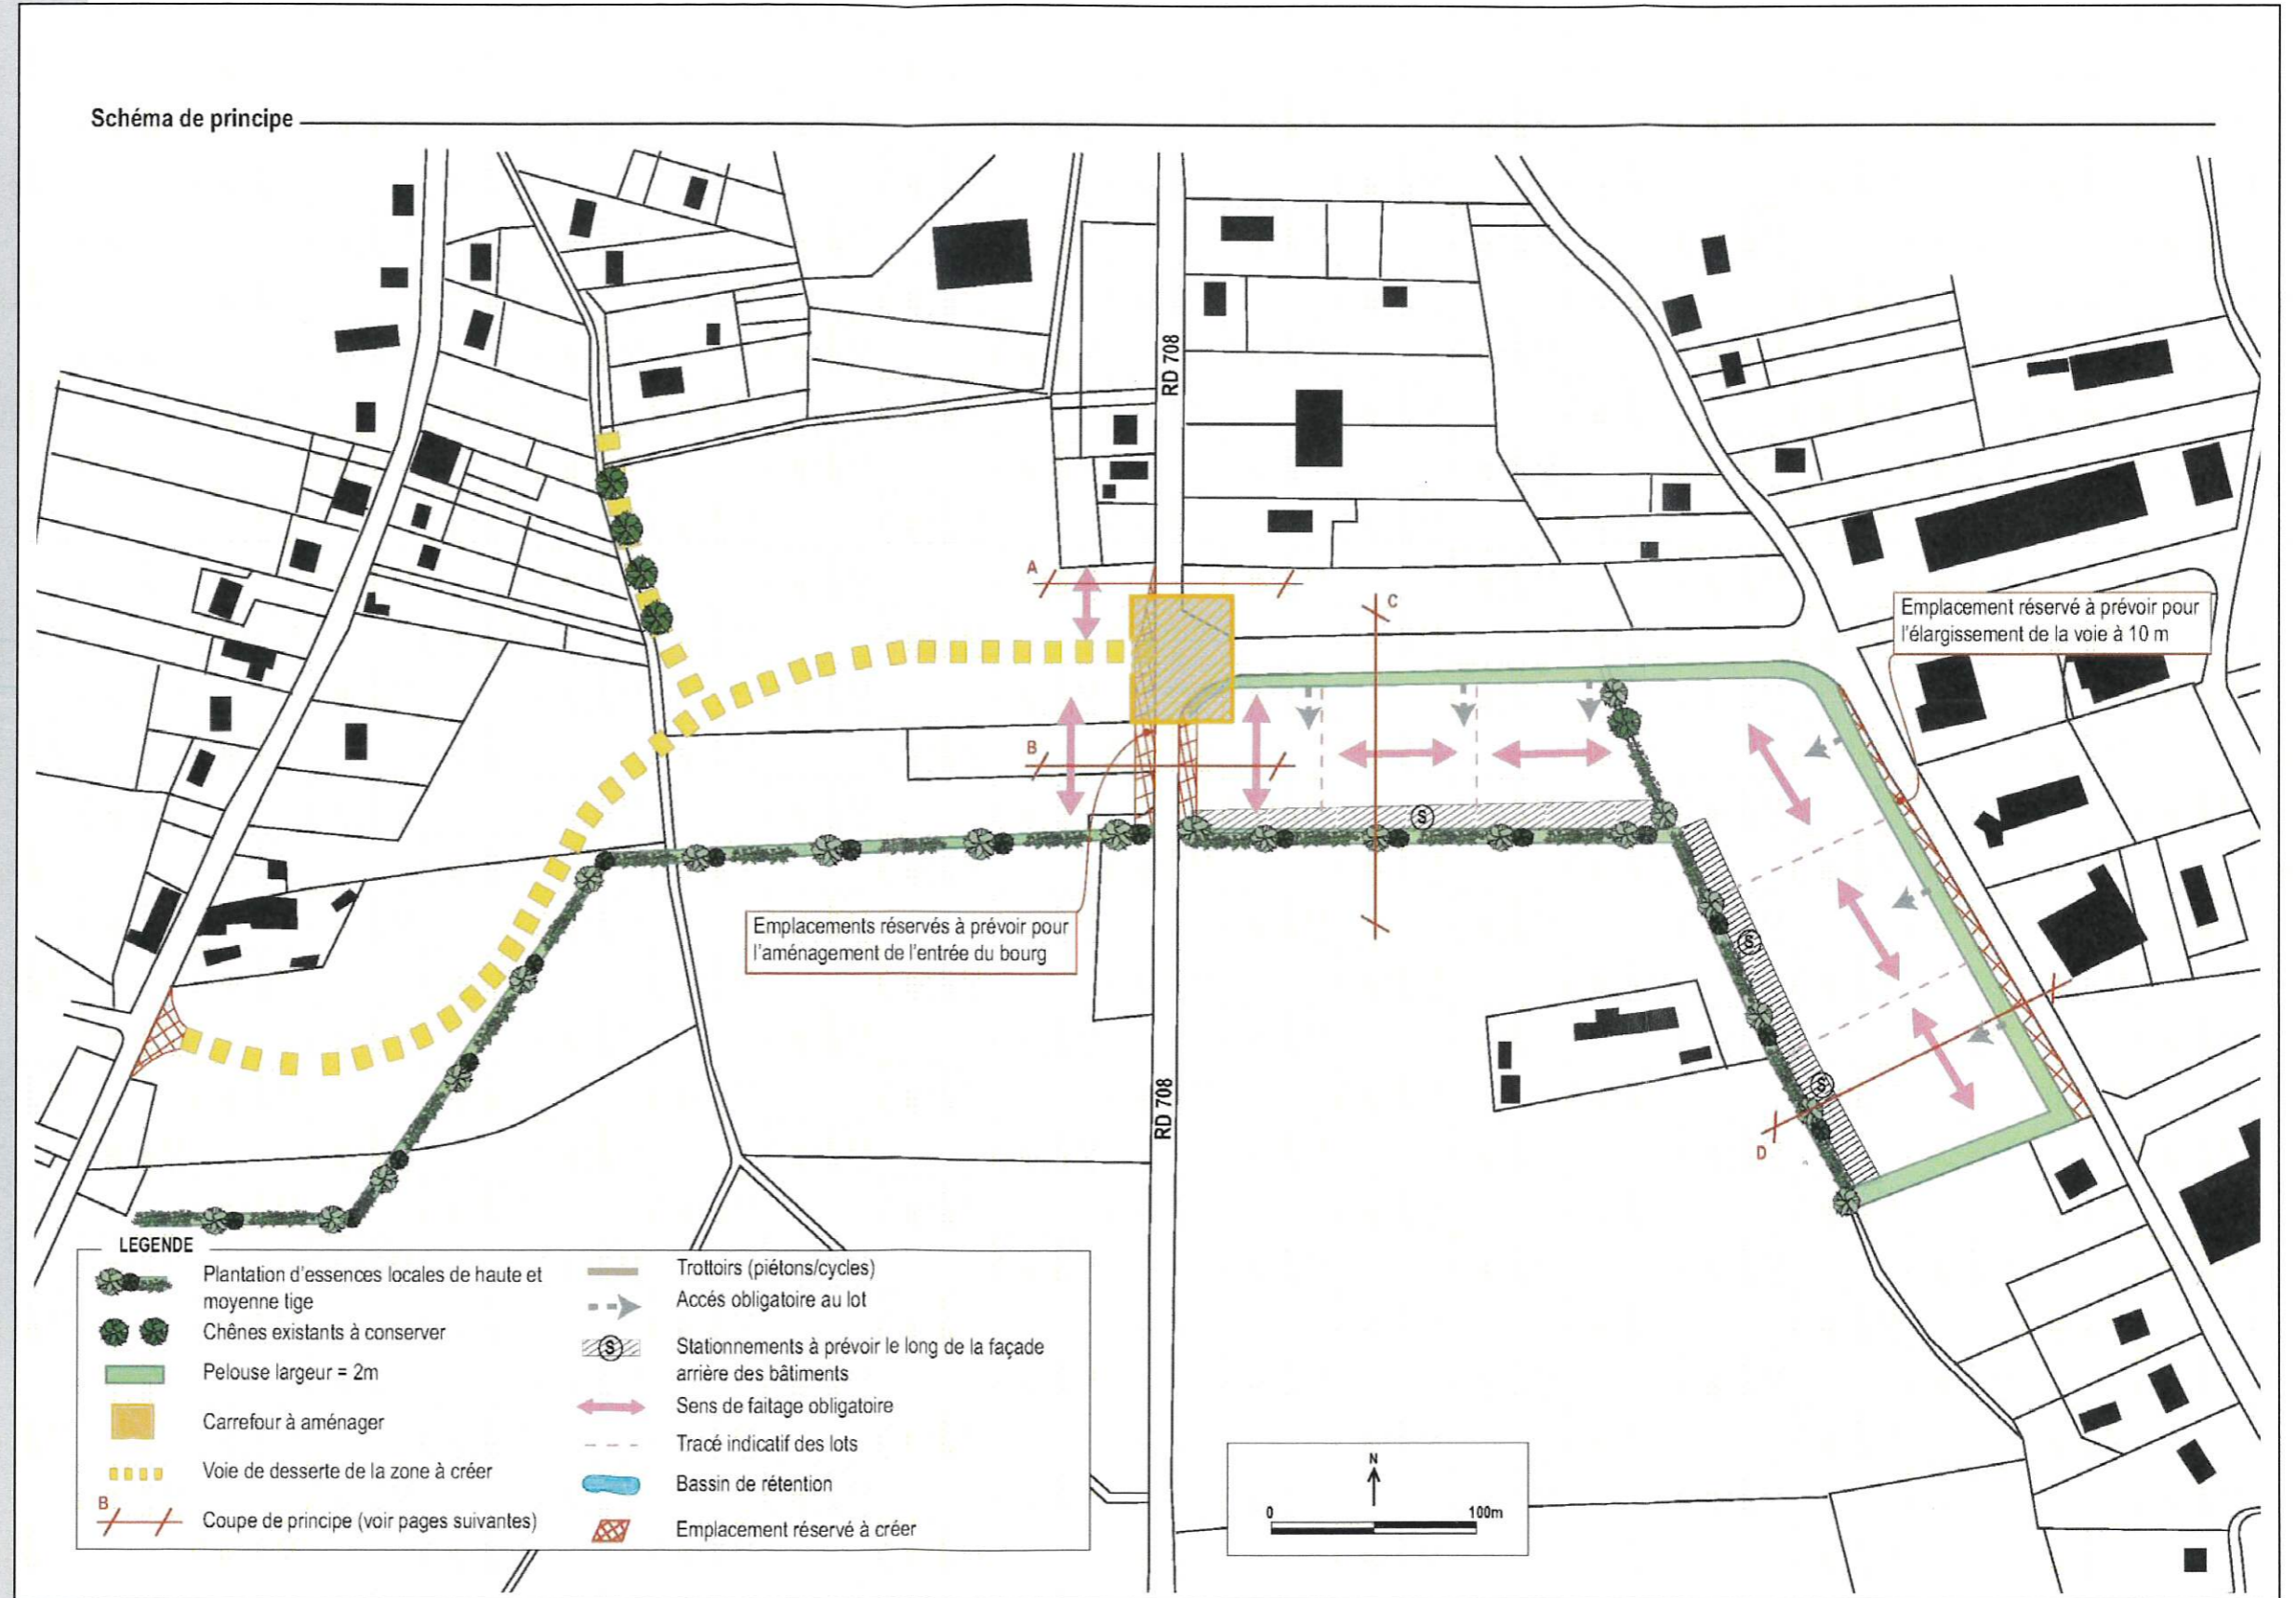 Schéma de principe
RD 708
A
C
Emplacement réservé à prévoir pour
l'élargissement de la voie à 10 m
B
S
Emplacements réservés à prévoir pour
l'aménagement de l'entrée du bourg
S
S
D
RD 708
LEGENDE
Plantation d'essences locales de haute et
moyenne tige
Chênes existants à conserver
Pelouse largeur = 2m
Carrefour à aménager
Voie de desserte de la zone à créer
B
Coupe de principe (voir pages suivantes)
Trottoirs (piétons/cycles)
Accés obligatoire au lot
S
Stationnements à prévoir le long de la façade
arrière des bâtiments
Sens de faitage obligatoire
Tracé indicatif des lots
Bassin de rétention
Emplacement réservé à créer
N
0 100m